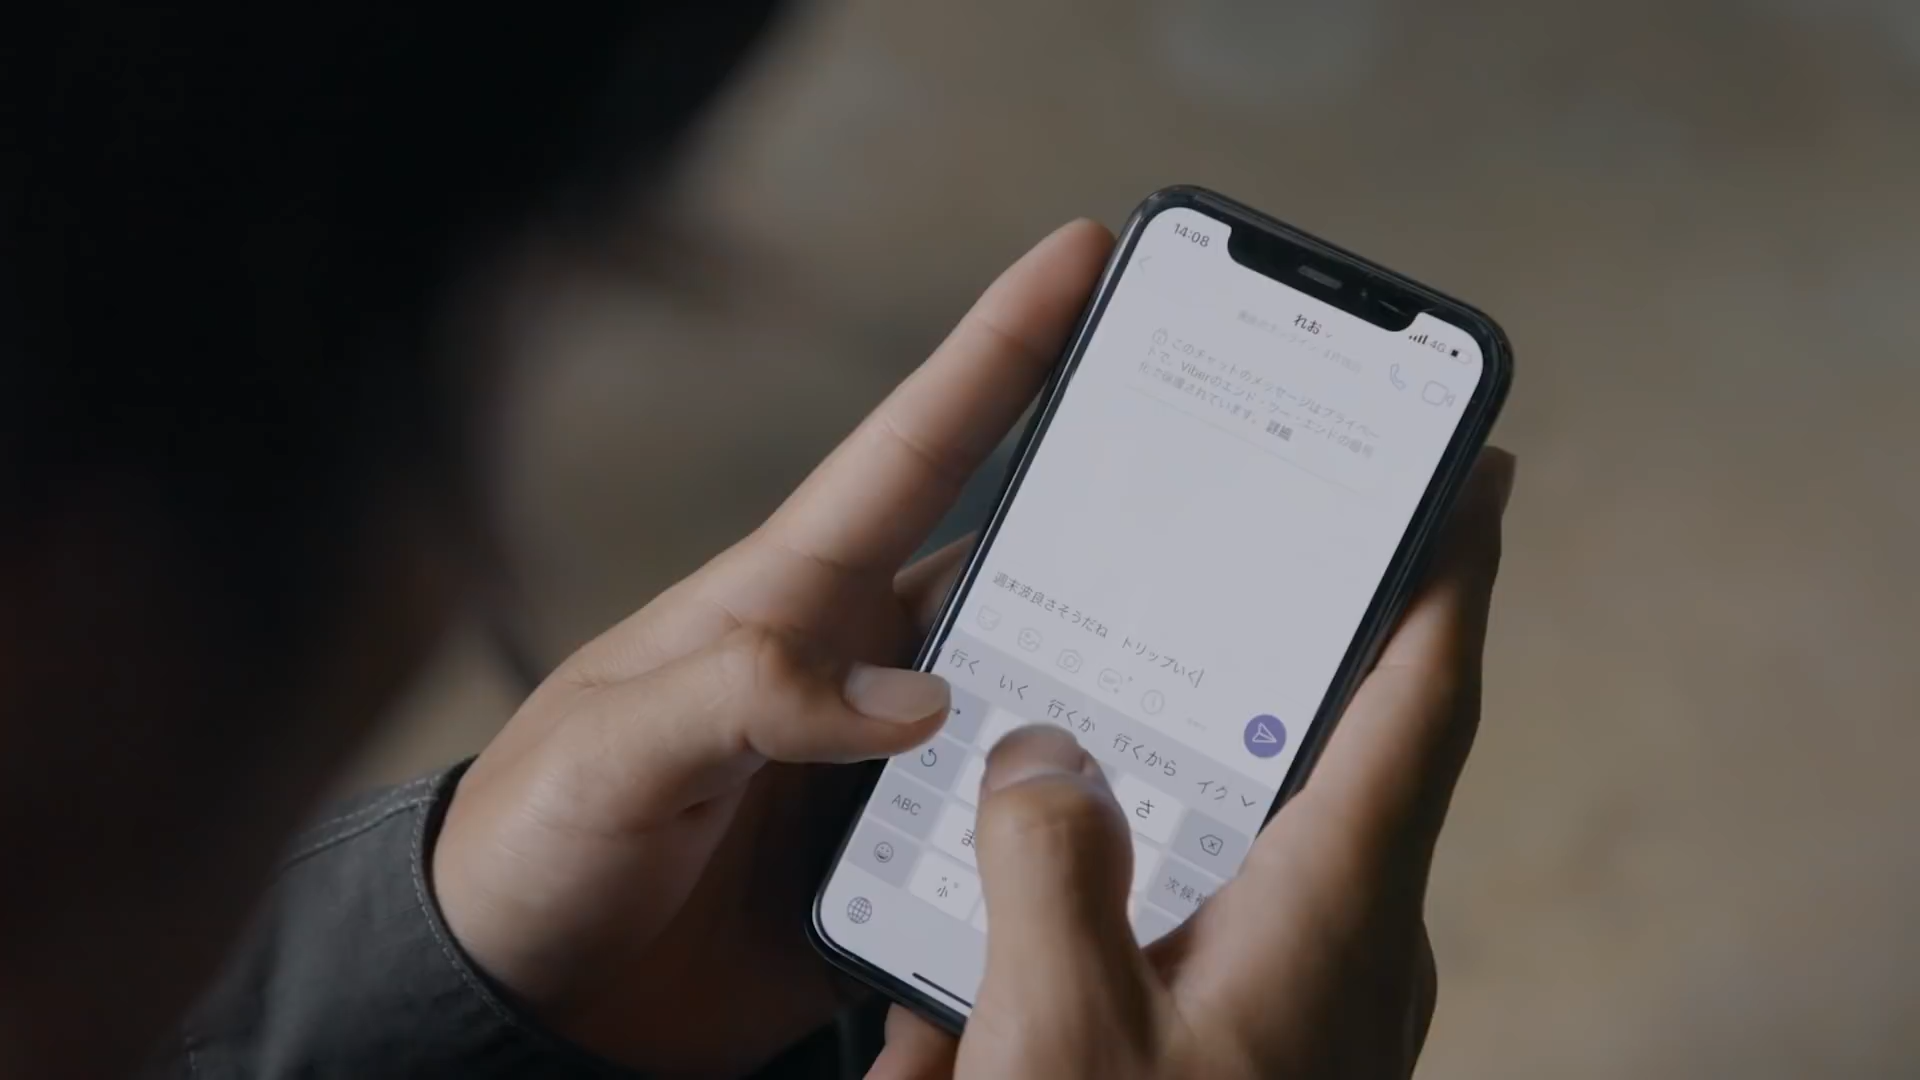 14:08
4G
れお
このチャットのメッセージはプライベー
トで、Viberのエンド・ツー・エンドの暗号
化で保護されています。 詳細
週末波良さそうだね　トリップいく
行く　いく　行くか　行くから　イク
さ
ABC
ま
小
次候補